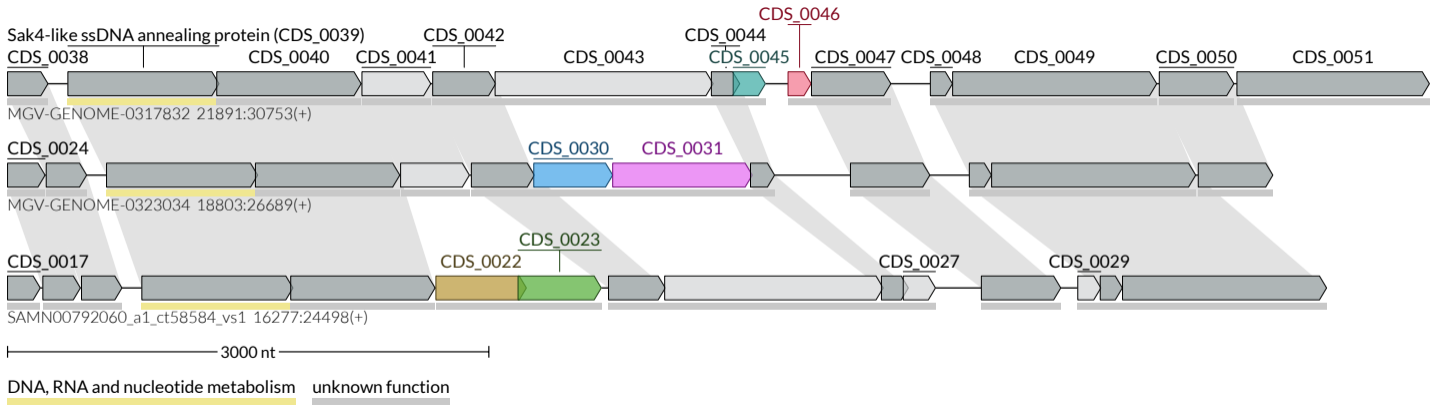 CDS_0046
Sak4-like ssDNA annealing protein (CDS_0039) CDS_0042 CDS_0044
CDS_0038 CDS_0040 CDS_0041 CDS_0043 CDS_0045 CDS_0047 CDS_0048 CDS_0049 CDS_0050 CDS_0051
MGV-GENOME-0317832 21891:30753(+)
CDS_0024 CDS_0030 CDS_0031
MGV-GENOME-0323034 18803:26689(+)
CDS_0023
CDS_0017 CDS_0022 CDS_0027 CDS_0029
SAMN00792060_a1_ct58584_vs1 16277:24498(+)
3000 nt
DNA, RNA and nucleotide metabolism unknown function